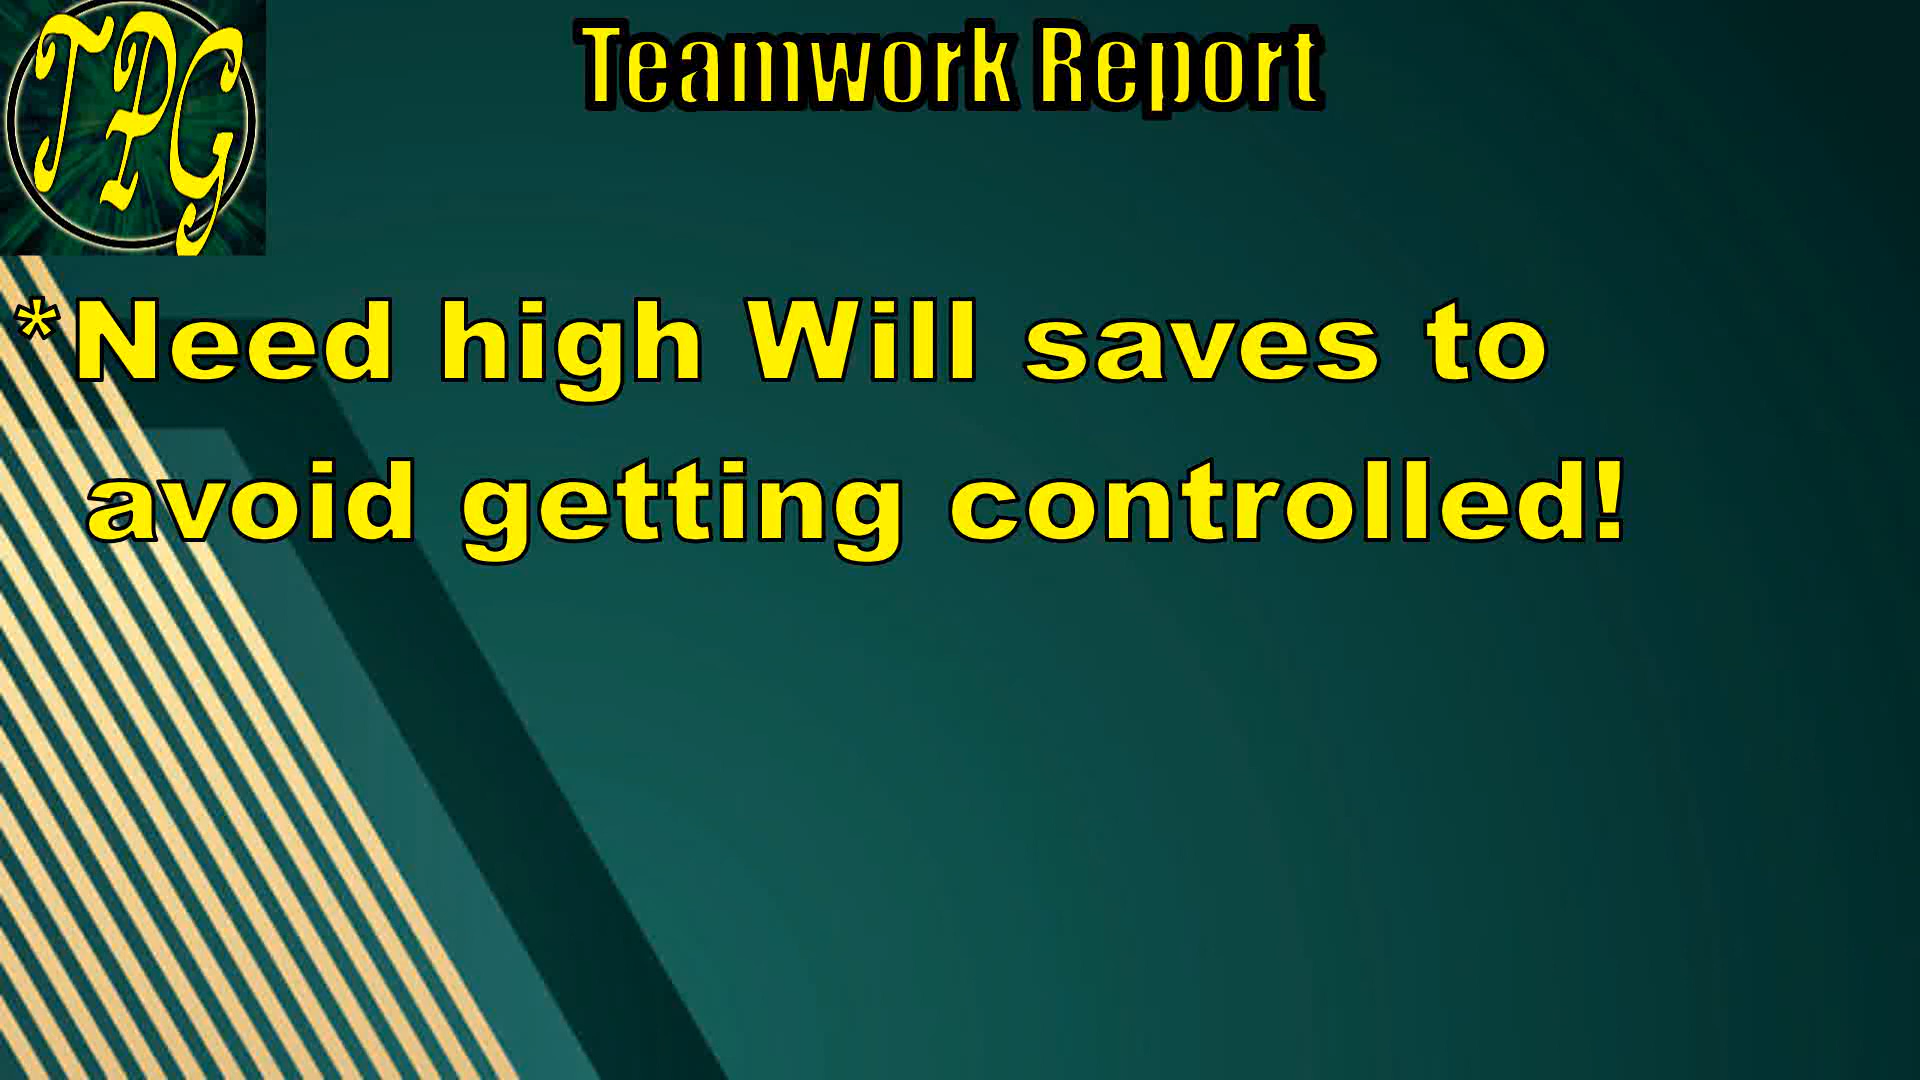 TPG
Teamwork Report
*Need high Will saves to
avoid getting controlled!